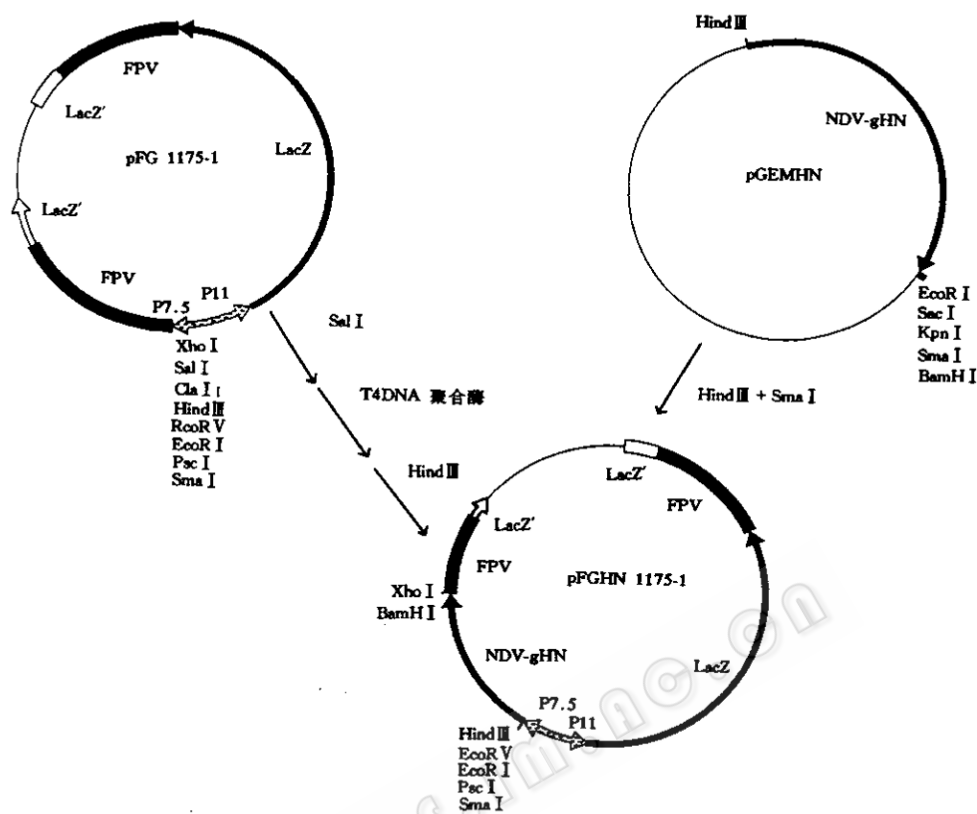 FPV
LacZ'
pFG 1175-1
LacZ
LacZ'
FPV
P7.5
P11
Xho Ⅰ
Sal Ⅰ
Cla Ⅰ
Hind Ⅲ
RcoR Ⅴ
EcoR Ⅰ
Psc Ⅰ
Sma Ⅰ
Hind Ⅲ
NDV-gHN
pGEMHN
EcoR Ⅰ
Sac Ⅰ
Kpn Ⅰ
Sma Ⅰ
BamH Ⅰ
Sal Ⅰ
T4DNA 聚合酶
Hind Ⅲ
Hind Ⅲ + Sma Ⅰ
LacZ'
FPV
LacZ'
FPV
pFGHN 1175-1
Xho Ⅰ
BamH Ⅰ
NDV-gHN
LacZ
P7.5
P11
Hind Ⅲ
EcoR Ⅴ
EcoR Ⅰ
Psc Ⅰ
Sma Ⅰ